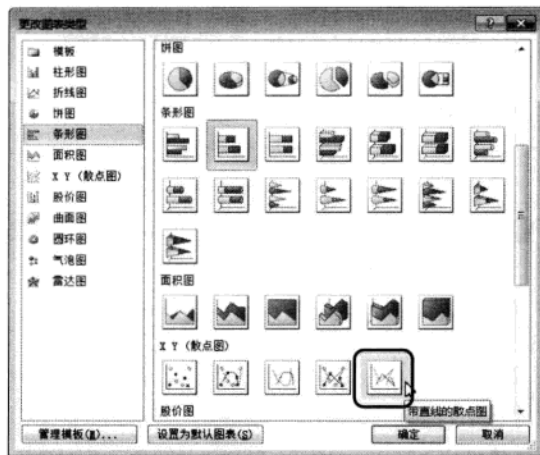 更改图表类型
模板
柱形图
折线图
饼图
条形图
面积图
X Y (散点图)
股价图
曲面图
圆环图
气泡图
雷达图
饼图
条形图
面积图
X Y (散点图)
带直线的散点图
股价图
管理模板(M)...
设置为默认图表(S)
确定
取消